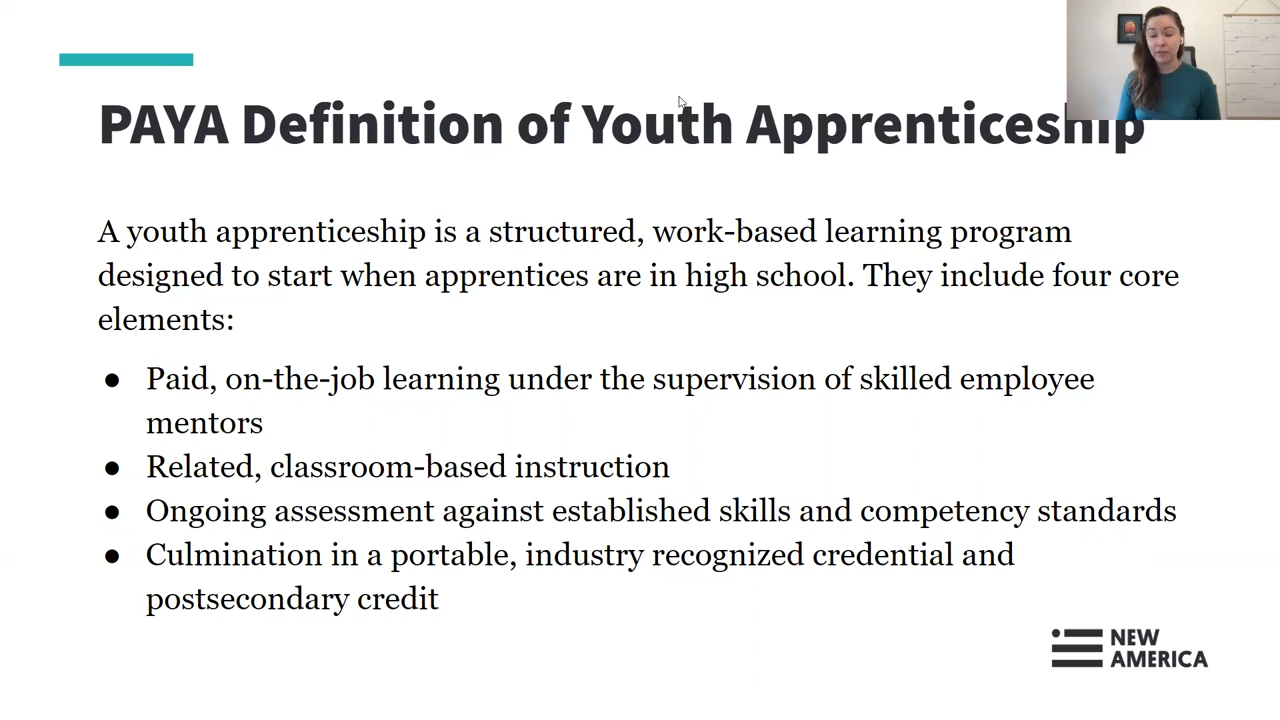 PAYA Definition of Youth Apprenticeship
A youth apprenticeship is a structured, work-based learning program
designed to start when apprentices are in high school. They include four core
elements:
● Paid, on-the-job learning under the supervision of skilled employee
mentors
● Related, classroom-based instruction
● Ongoing assessment against established skills and competency standards
● Culmination in a portable, industry recognized credential and
postsecondary credit
NEW
AMERICA